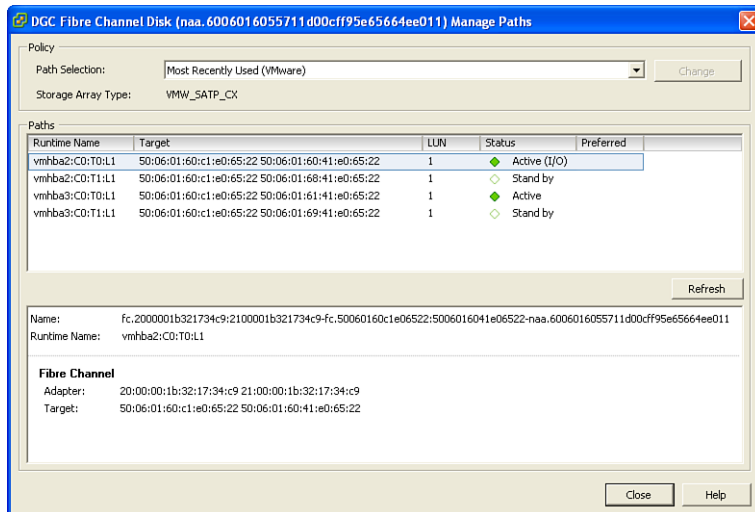 DGC Fibre Channel Disk (naa.6006016055711d00cff95e65664ee011) Manage Paths
Policy
Path Selection: Most Recently Used (VMware) Change
Storage Array Type: VMW_SATP_CX
Paths
Runtime Name Target LUN Status Preferred
vmhba2:C0:T0:L1 50:06:01:60:c1:e0:65:22 50:06:01:60:41:e0:65:22 1 Active (I/O)
vmhba2:C0:T1:L1 50:06:01:60:c1:e0:65:22 50:06:01:68:41:e0:65:22 1 Stand by
vmhba3:C0:T0:L1 50:06:01:60:c1:e0:65:22 50:06:01:61:41:e0:65:22 1 Active
vmhba3:C0:T1:L1 50:06:01:60:c1:e0:65:22 50:06:01:69:41:e0:65:22 1 Stand by
Refresh
Name: fc.2000001b321734c9:2100001b321734c9-fc.50060160c1e06522:5006016041e06522-naa.6006016055711d00cff95e65664ee011
Runtime Name: vmhba2:C0:T0:L1
Fibre Channel
Adapter: 20:00:00:1b:32:17:34:c9 21:00:00:1b:32:17:34:c9
Target: 50:06:01:60:c1:e0:65:22 50:06:01:60:41:e0:65:22
Close Help